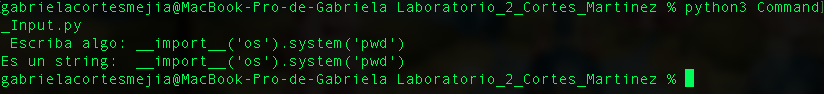 gabrielacortesmejia@MacBook-Pro-de-Gabriela Laboratorio_2_Cortes_Martinez % python3 Command
_Input.py
Escriba algo: __import__('os').system('pwd')
Es un string:  __import__('os').system('pwd')
gabrielacortesmejia@MacBook-Pro-de-Gabriela Laboratorio_2_Cortes_Martinez %